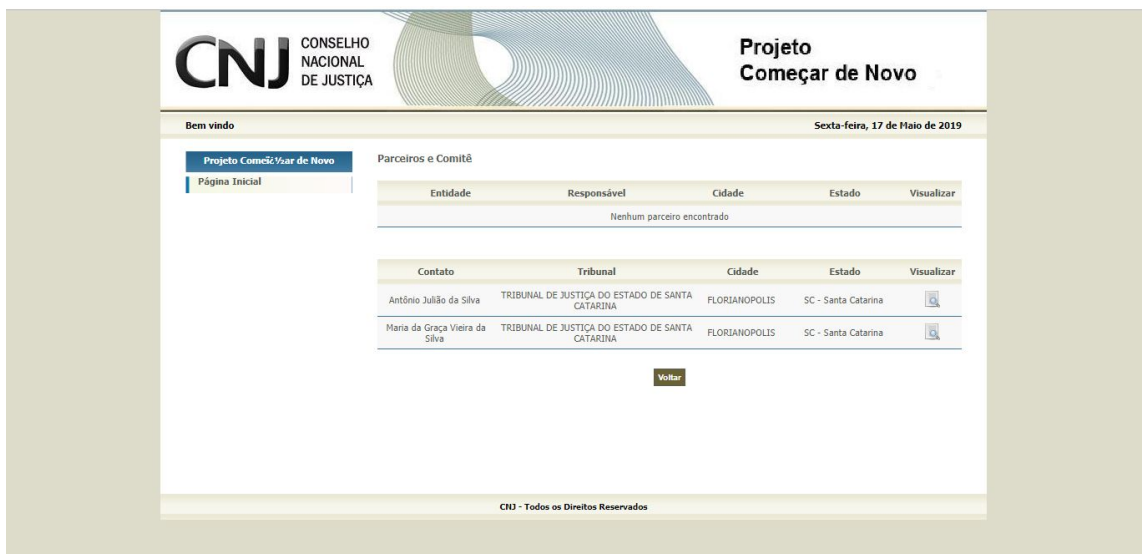 CNJ CONSELHO
NACIONAL
DE JUSTIÇA
Projeto
Começar de Novo
Bem vindo
Sexta-feira, 17 de Maio de 2019
Projeto Comeï¿½ar de Novo
Página Inicial
Parceiros e Comitê
Entidade Responsável Cidade Estado Visualizar
Nenhum parceiro encontrado
Contato Tribunal Cidade Estado Visualizar
Antônio Julião da Silva TRIBUNAL DE JUSTIÇA DO ESTADO DE SANTA
CATARINA FLORIANOPOLIS SC - Santa Catarina
Maria da Graça Vieira da
Silva TRIBUNAL DE JUSTIÇA DO ESTADO DE SANTA
CATARINA FLORIANOPOLIS SC - Santa Catarina
Voltar
CNJ - Todos os Direitos Reservados